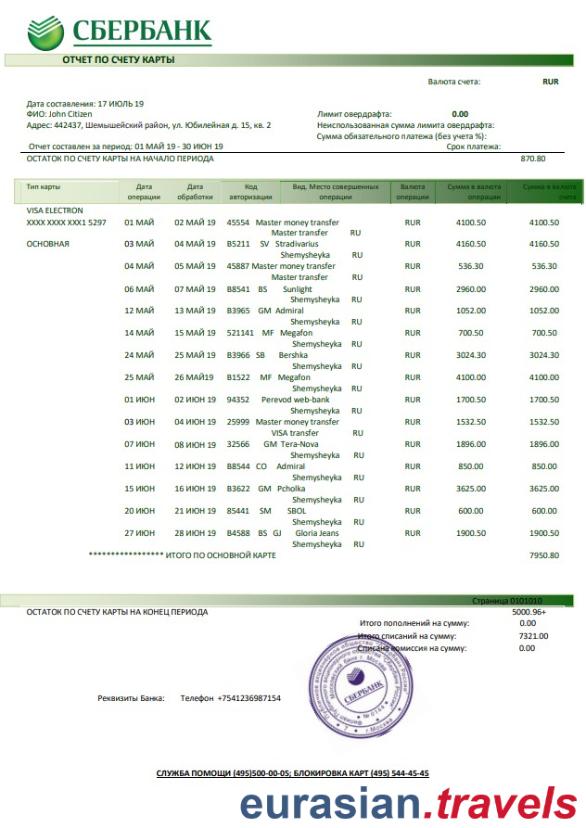 СБЕРБАНК
ОТЧЕТ ПО СЧЕТУ КАРТЫ
Валюта счета: RUR
Дата составления: 17 ИЮЛЬ 19
ФИО: John Citizen
Адрес: 442437, Шемышейский район, ул. Юбилейная д. 15, кв. 2
Лимит овердрафта: 0.00
Неиспользованная сумма лимита овердрафта:
Сумма обязательного платежа (без учета %):
Отчет составлен за период: 01 МАЙ 19 - 30 ИЮН 19 Срок платежа:
ОСТАТОК ПО СЧЕТУ КАРТЫ НА НАЧАЛО ПЕРИОДА 870.80
Тип карты Дата операции Дата обработки Код авторизации Вид. Место совершенных операции Валюта операции Сумма в валюта операции Сумма в валюта счета
VISA ELECTRON
XXXX XXXX XXX1 5297 01 МАЙ 02 МАЙ 19 45554 Master money transfer RUR 4100.50 4100.50
Master transfer RU
ОСНОВНАЯ 03 МАЙ 04 МАЙ 19 B5211 SV Stradivarius RUR 4160.50 4160.50
Shemysheyka RU
04 МАЙ 05 МАЙ 19 45887 Master money transfer RUR 536.30 536.30
Master transfer RU
06 МАЙ 07 МАЙ 19 B8541 BS Sunlight RUR 2960.00 2960.00
Shemysheyka RU
12 МАЙ 13 МАЙ 19 B3965 GM Admiral RUR 1052.00 1052.00
Shemysheyka RU
14 МАЙ 15 МАЙ 19 521141 MF Megafon RUR 700.50 700.50
Shemysheyka RU
24 МАЙ 25 МАЙ 19 B3966 SB Bershka RUR 3024.30 3024.30
Shemysheyka RU
25 МАЙ 26 МАЙ19 B1522 MF Megafon RUR 4100.00 4100.00
Shemysheyka RU
01 ИЮН 02 ИЮН 19 94352 Perevod web-bank RUR 1700.50 1700.50
Shemysheyka RU
03 ИЮН 04 ИЮН 19 25999 Master money transfer RUR 1532.50 1532.50
VISA transfer RU
07 ИЮН 08 ИЮН 19 32566 GM Tera-Nova RUR 1896.00 1896.00
Shemysheyka RU
11 ИЮН 12 ИЮН 19 B8544 CO Admiral RUR 850.00 850.00
Shemysheyka RU
15 ИЮН 16 ИЮН 19 B3622 GM Pcholka RUR 3625.00 3625.00
Shemysheyka RU
20 ИЮН 21 ИЮН 19 85441 SM SBOL RUR 600.00 600.00
Shemysheyka RU
27 ИЮН 28 ИЮН 19 B4588 BS GJ Gloria Jeans RUR 1900.50 1900.50
Shemysheyka RU
***************** ИТОГО ПО ОСНОВНОЙ КАРТЕ 7950.80
Страница 0101010
ОСТАТОК ПО СЧЕТУ КАРТЫ НА КОНЕЦ ПЕРИОДА 5000.96+
Итого пополнений на сумму: 0.00
Итого списаний на сумму: 7321.00
Списана комиссия на сумму: 0.00
СБЕРБАНК
Реквизиты Банка: Телефон +7541236987154
СЛУЖБА ПОМОЩИ (495)500-00-05; БЛОКИРОВКА КАРТ (495) 544-45-45
eurasian.travels